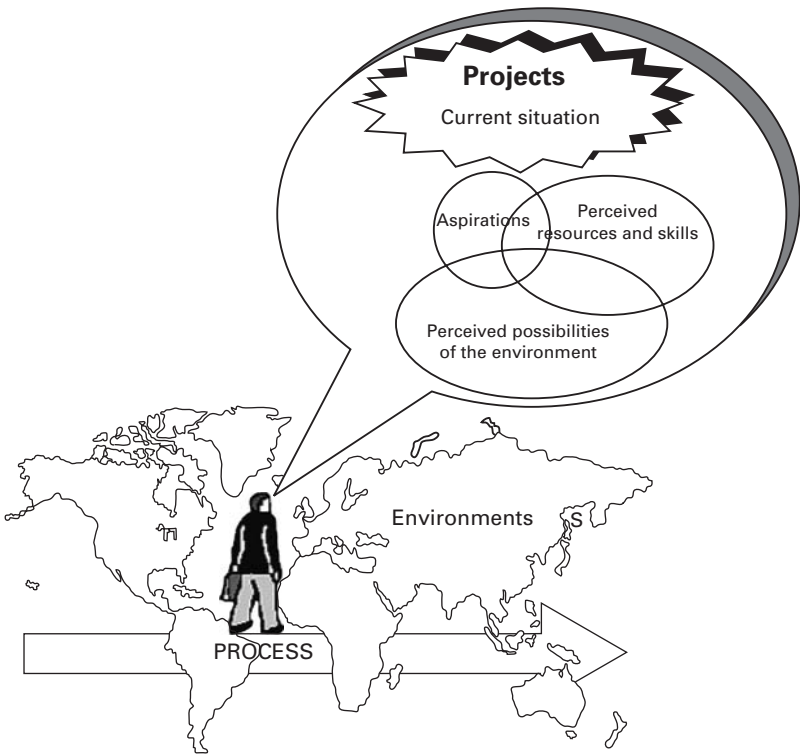 Projects
Current situation
Aspirations
Perceived
resources and skills
Perceived possibilities
of the environment
Environments
S
PROCESS